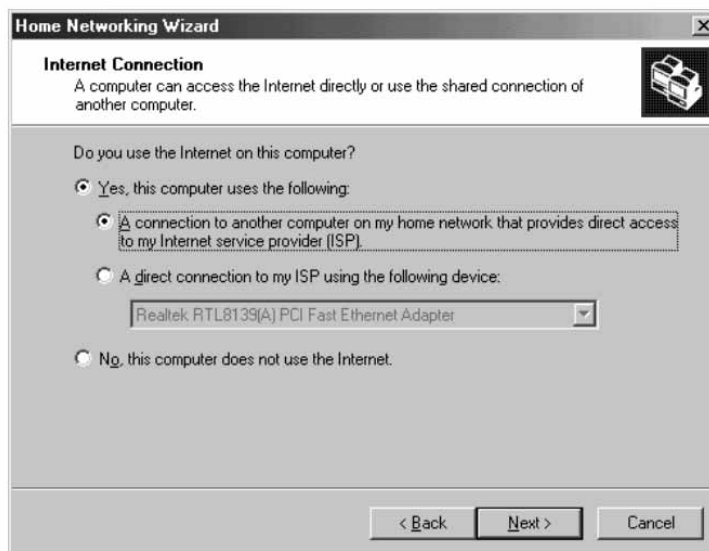 Home Networking Wizard
Internet Connection
A computer can access the Internet directly or use the shared connection of
another computer.
Do you use the Internet on this computer?
Yes, this computer uses the following:
A connection to another computer on my home network that provides direct access
to my Internet service provider (ISP).
A direct connection to my ISP using the following device:
Realtek RTL8139(A) PCI Fast Ethernet Adapter
No, this computer does not use the Internet.
< Back
Next >
Cancel